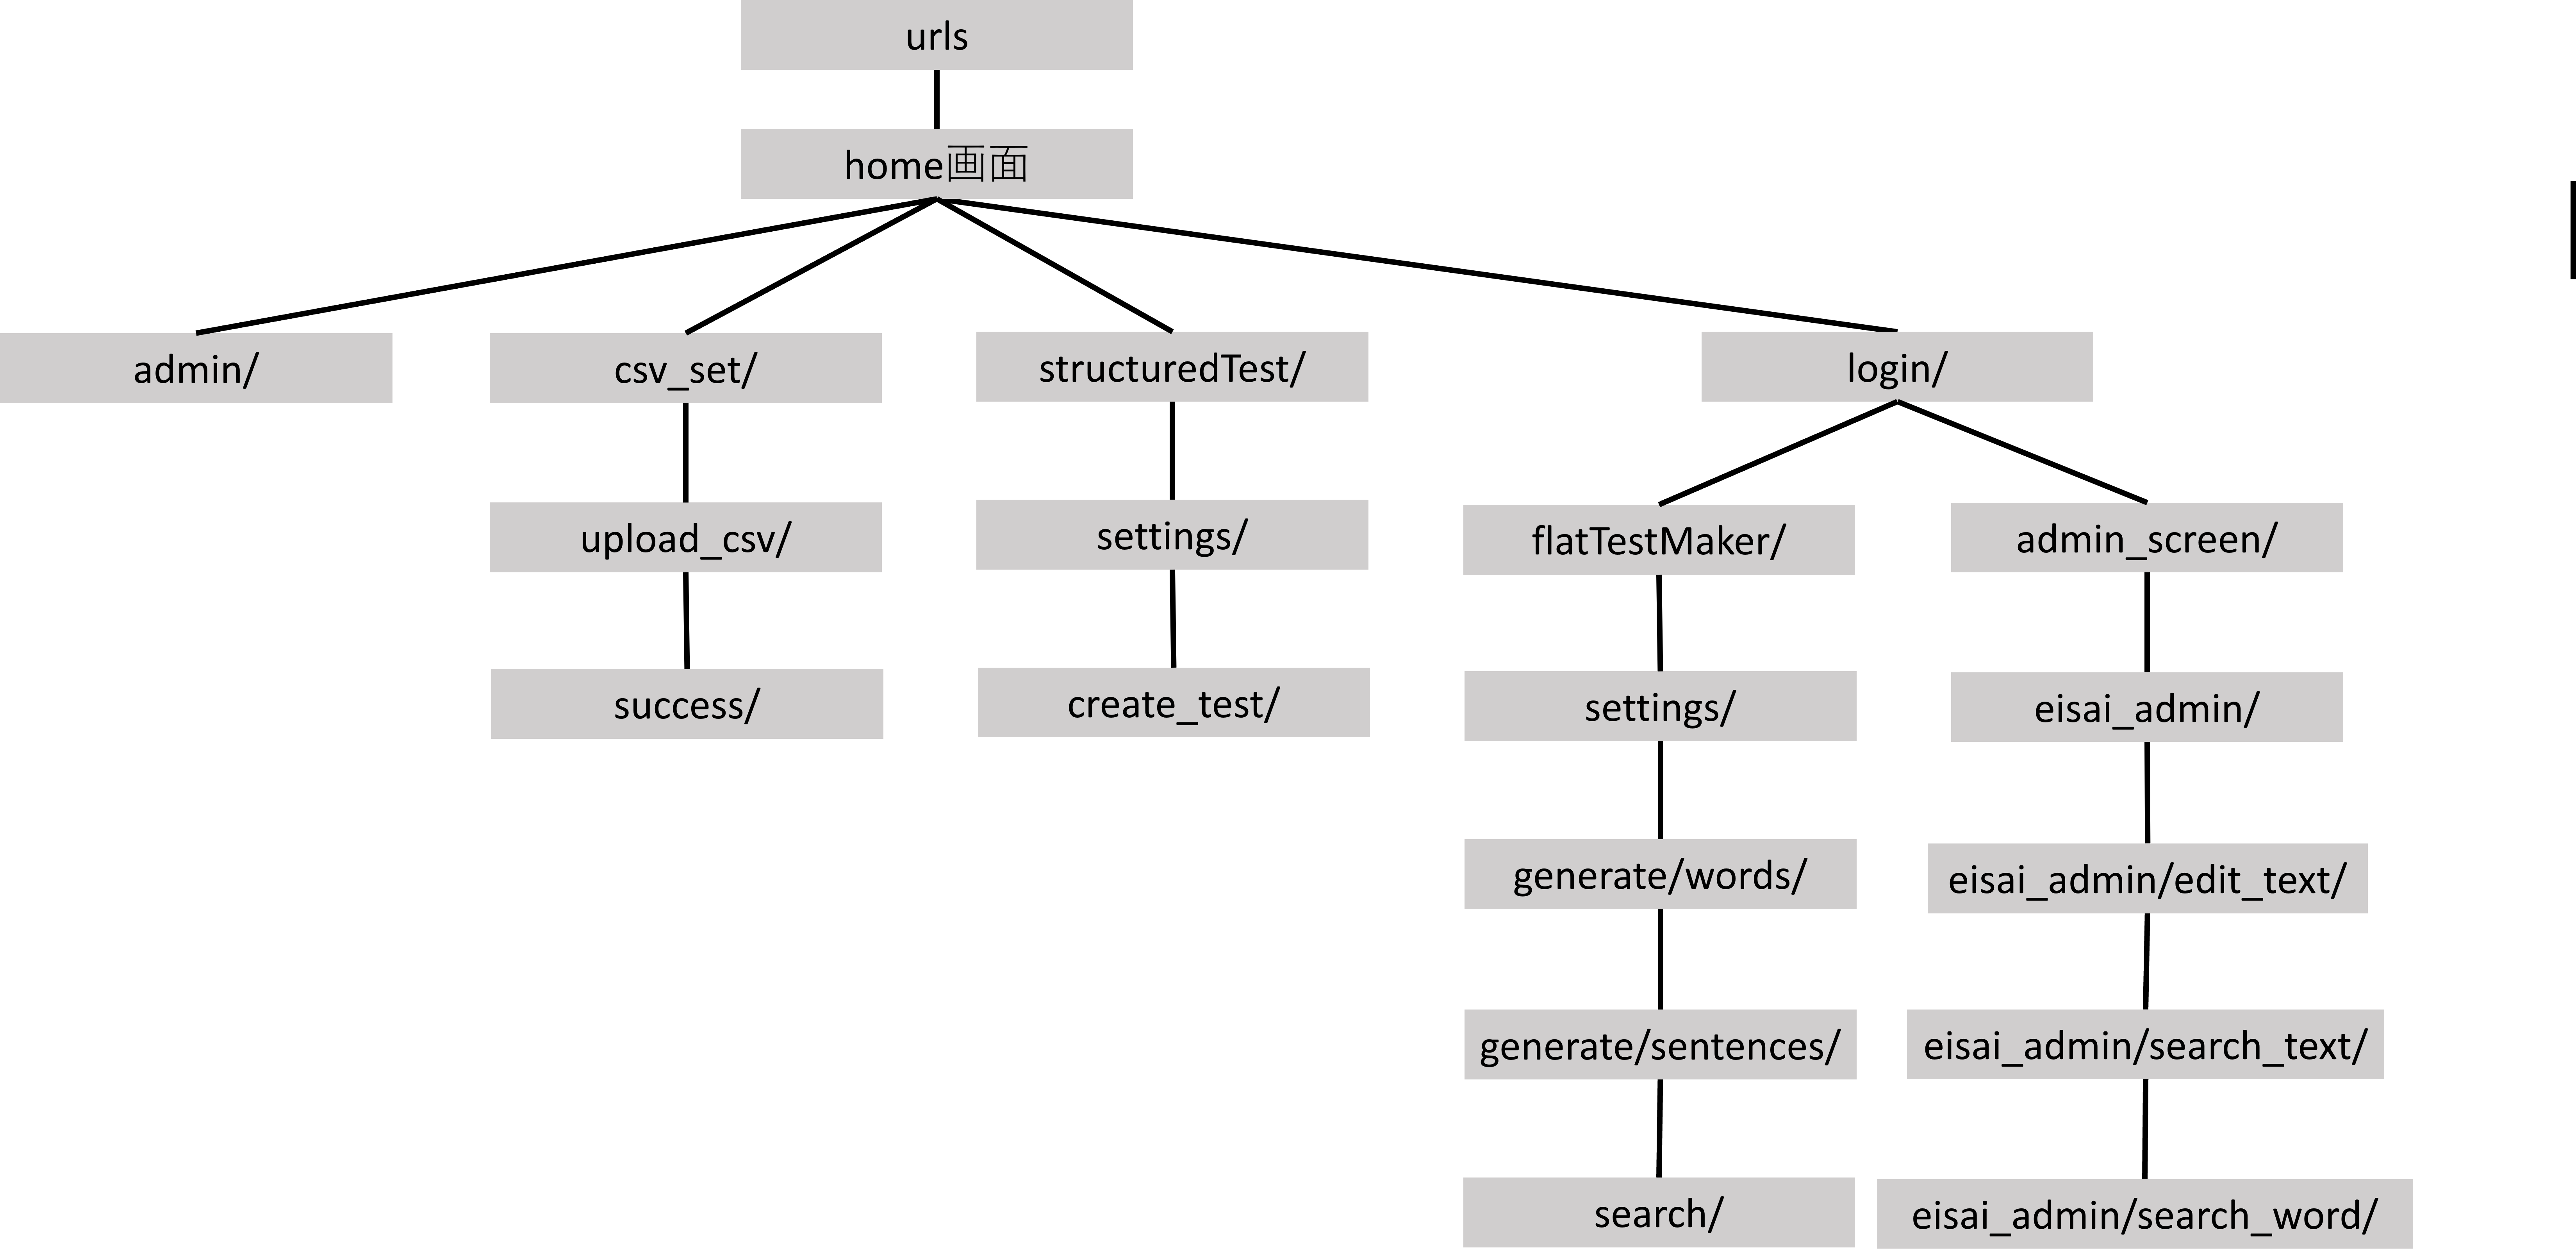 urls
home画面
admin/
csv_set/
structuredTest/
login/
upload_csv/
settings/
flatTestMaker/
admin_screen/
success/
create_test/
settings/
eisai_admin/
generate/words/
eisai_admin/edit_text/
generate/sentences/
eisai_admin/search_text/
search/
eisai_admin/search_word/